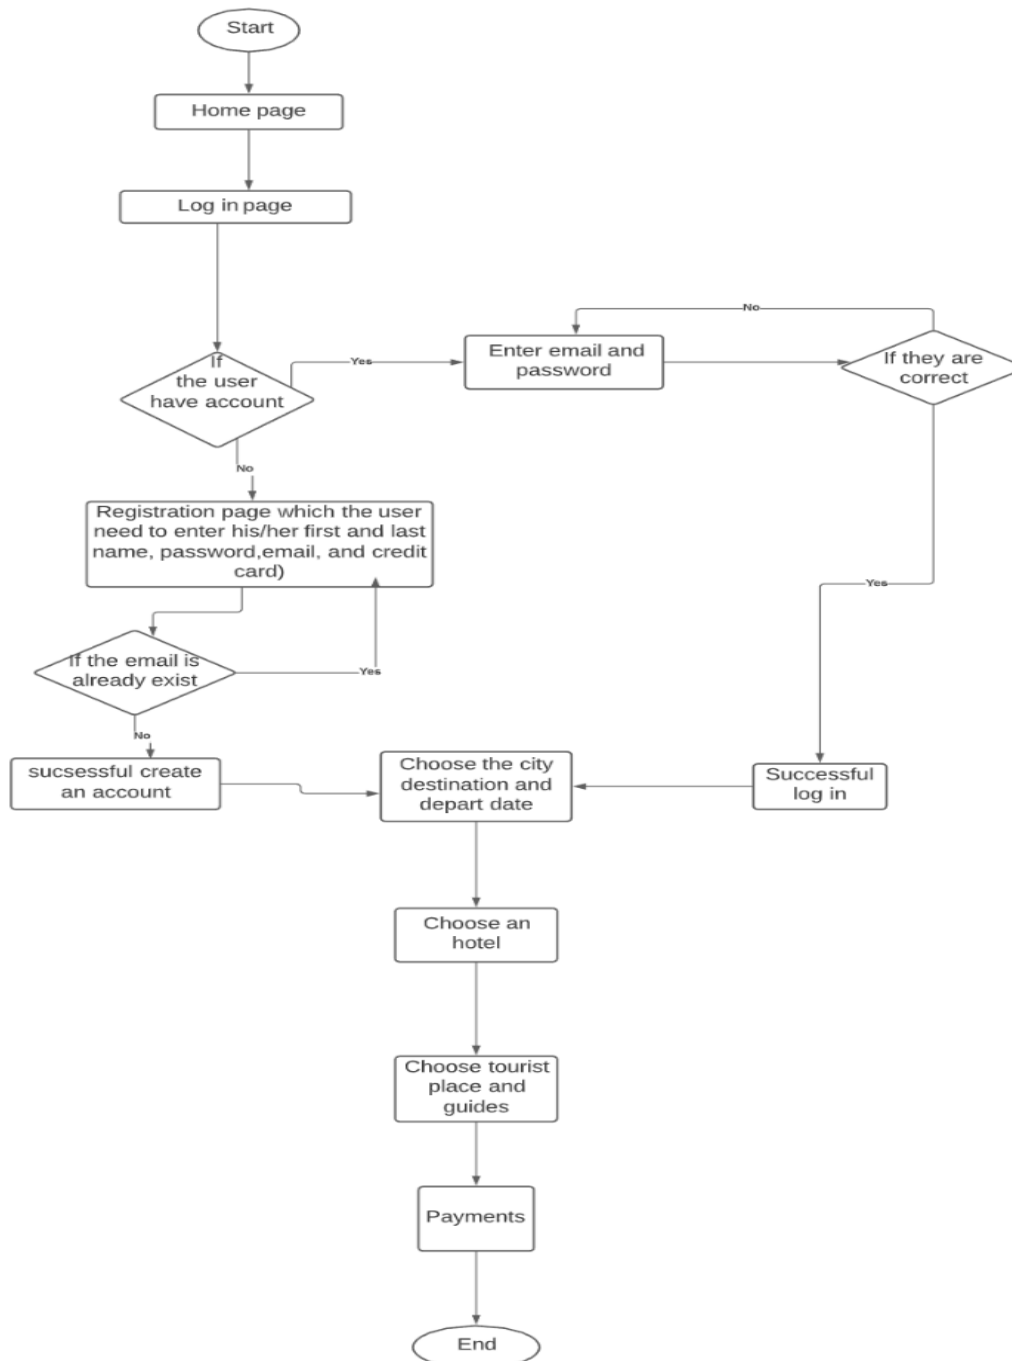 Start
Home page
Log in page
No
If
the user
have account
Yes
Enter email and
password
If they are
correct
No
Registration page which the user
need to enter his/her first and last
name, password,email, and credit
card)
Yes
If the email is
already exist
Yes
No
sucsessful create
an account
Choose the city
destination and
depart date
Successful
log in
Choose an
hotel
Choose tourist
place and
guides
Payments
End